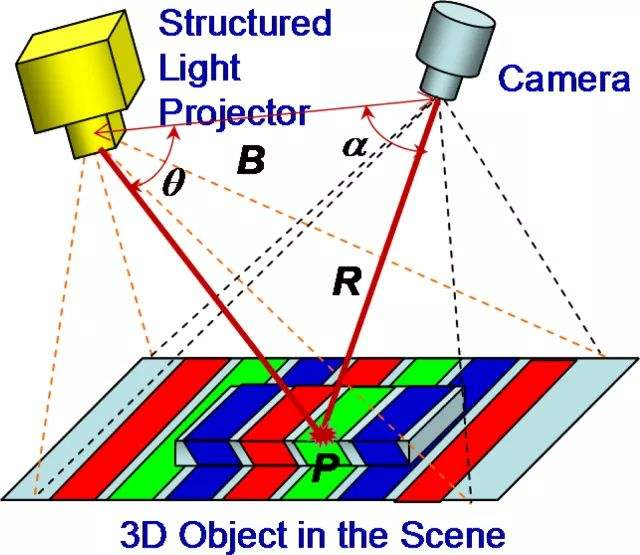 Structured
Light
Projector
Camera
B
α
θ
R
P
3D Object in the Scene